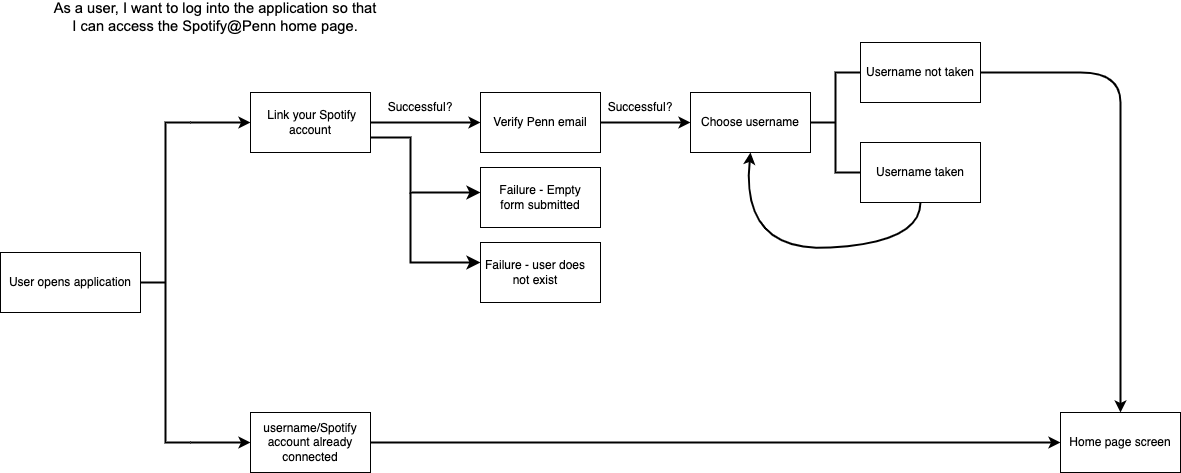 As a user, I want to log into the application so that
I can access the Spotify@Penn home page.
Username not taken
Link your Spotify
account
Successful?
Verify Penn email
Successful?
Choose username
Username taken
Failure - Empty
form submitted
Failure - user does
not exist
User opens application
username/Spotify
account already
connected
Home page screen